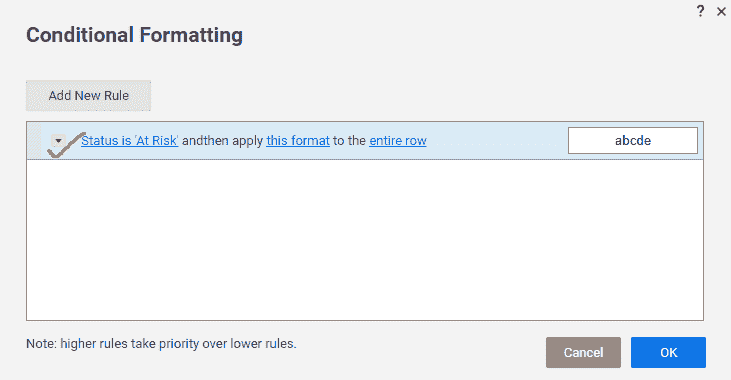 ?
Conditional Formatting
Add New Rule
Status is 'At Risk' andthen apply this format to the entire row
abcde
Note: higher rules take priority over lower rules.
Cancel
OK